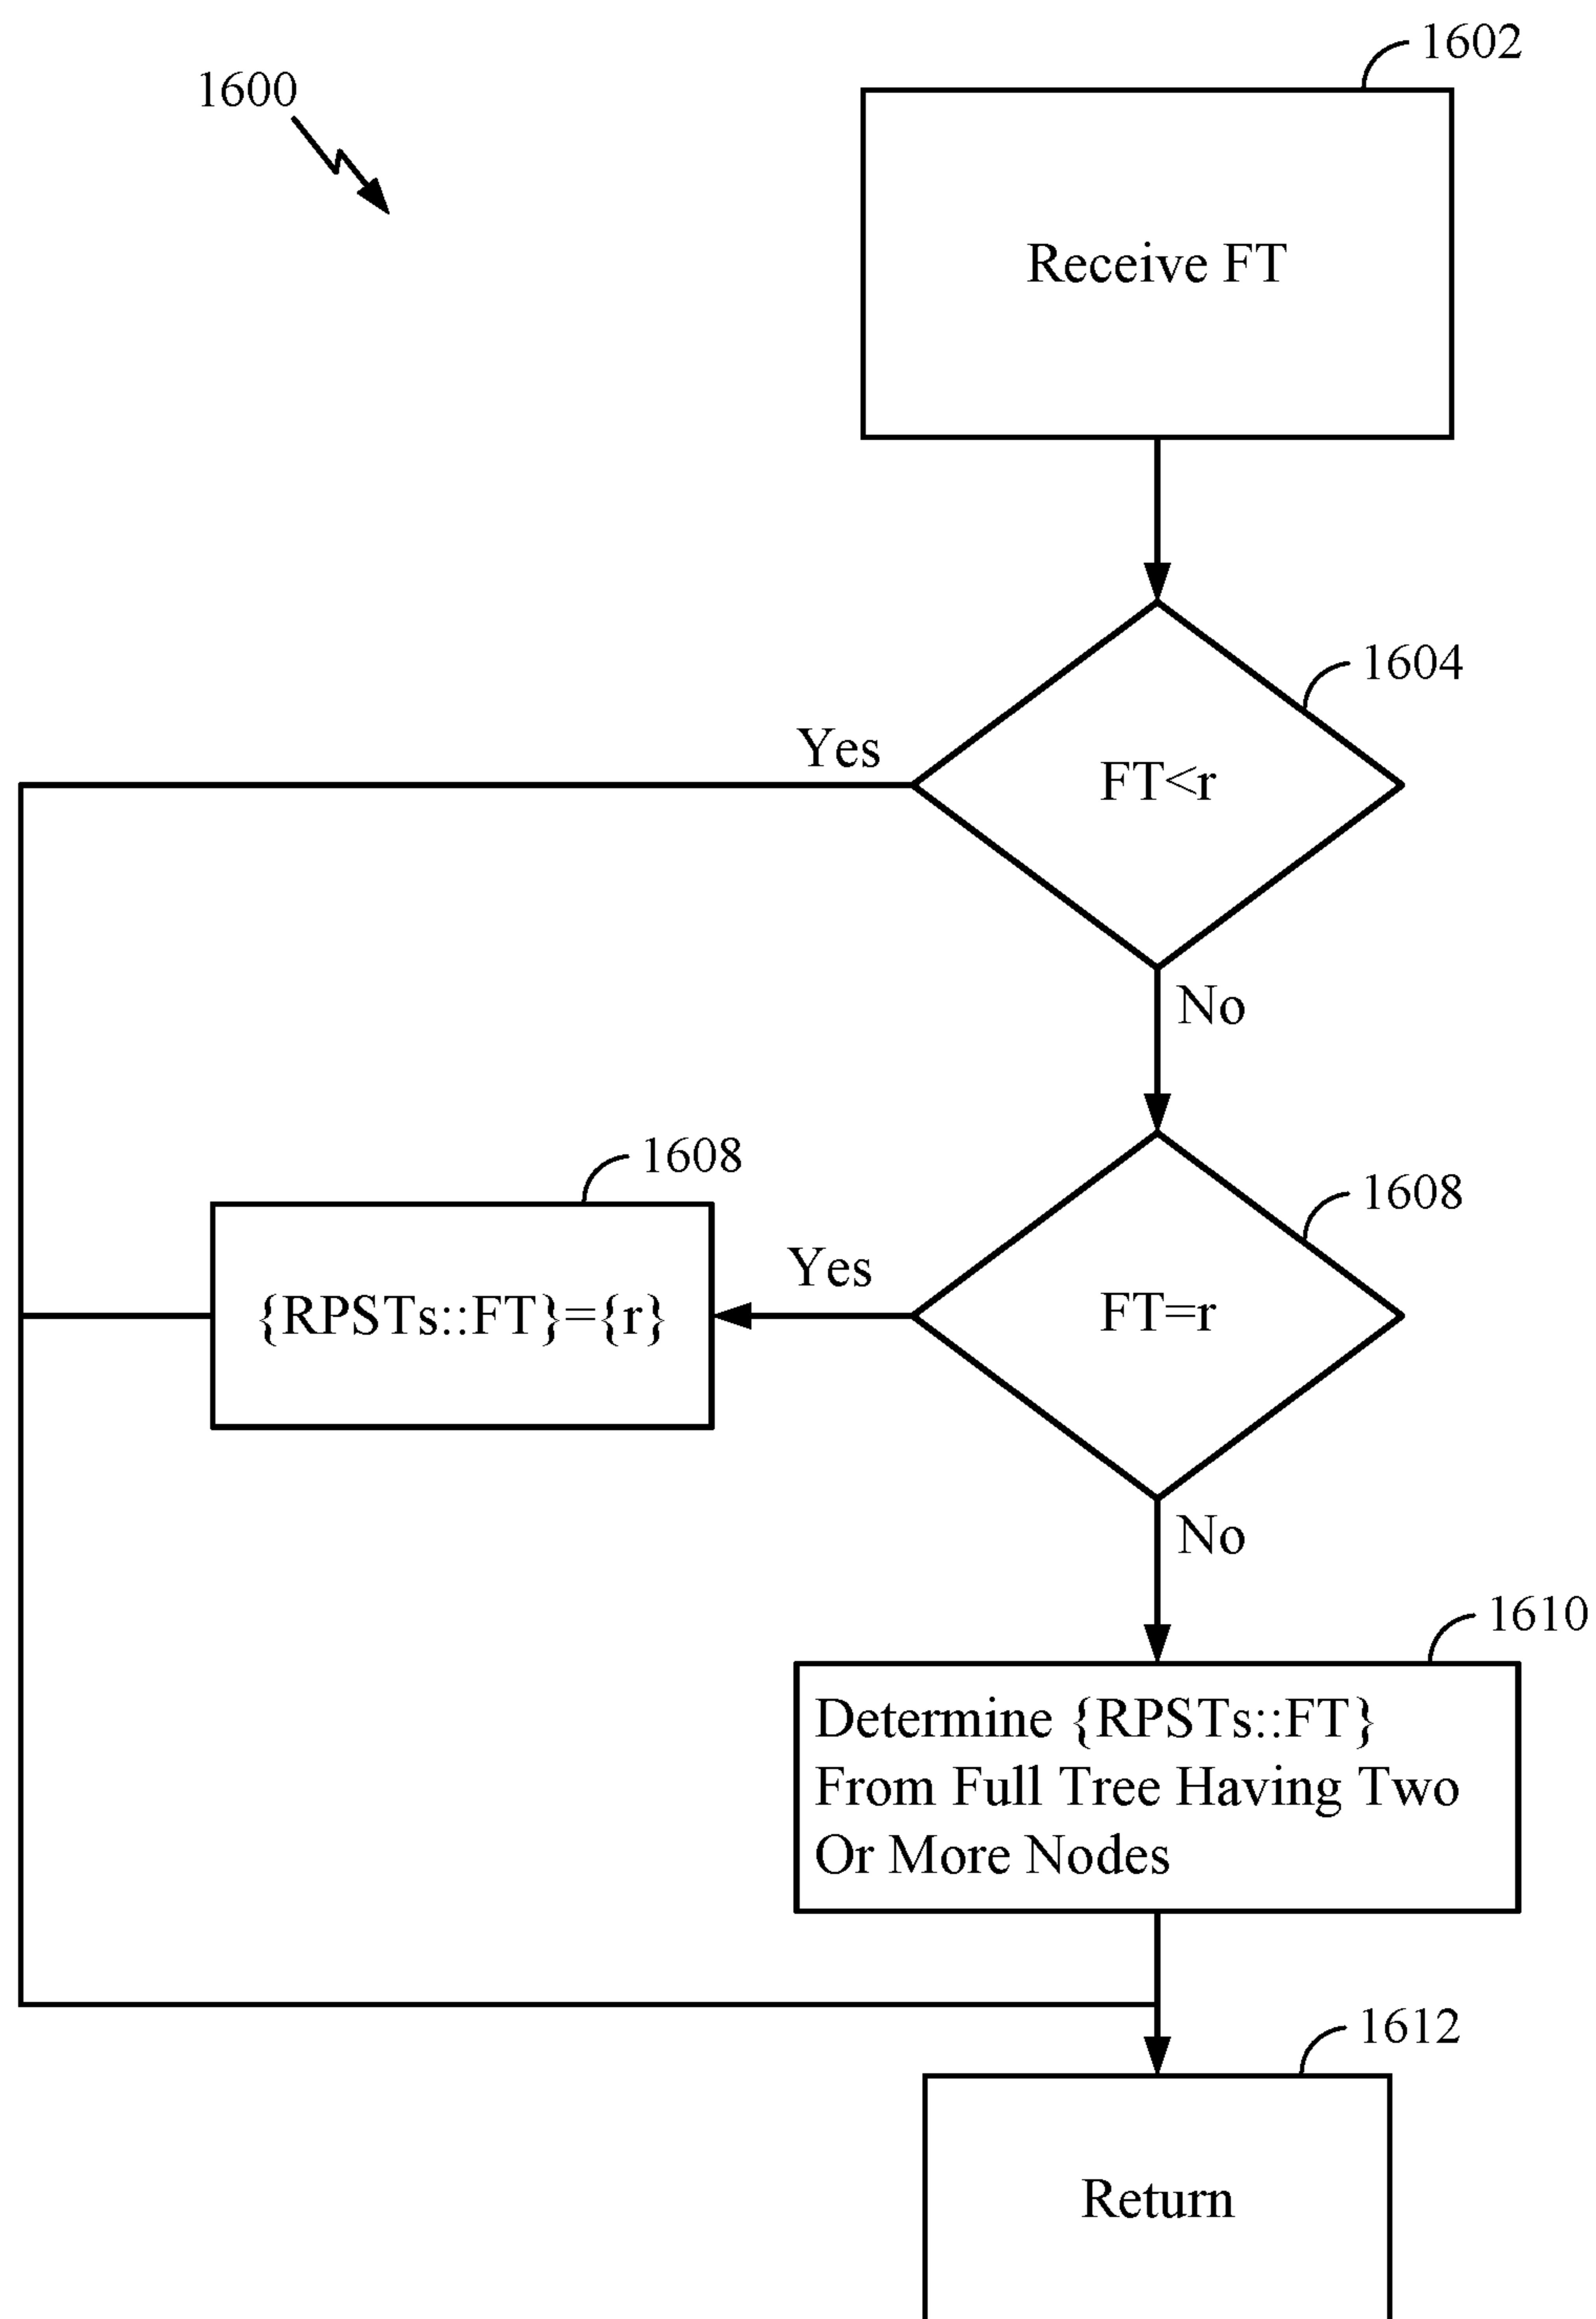 1600
1602
Receive FT
1604
Yes
FT<r
No
1608
1608
{RPSTs::FT}={r}
Yes
FT=r
No
1610
Determine {RPSTs::FT}
From Full Tree Having Two
Or More Nodes
1612
Return